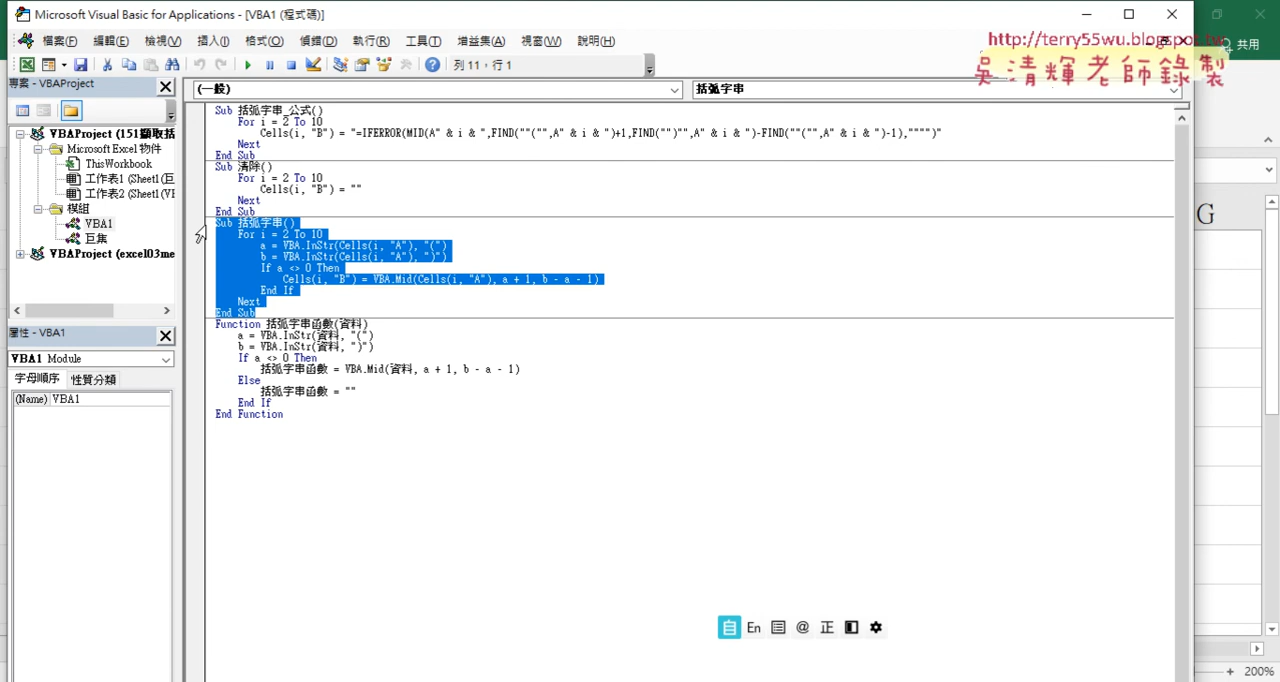 Microsoft Visual Basic for Applications - [VBA1 (程式碼)]
http://terry55wu.blogspot.tw
吳清輝老師錄製
共用
檔案(F) 編輯(E) 檢視(V) 插入(I) 格式(O) 偵錯(D) 執行(R) 工具(T) 增益集(A) 視窗(W) 說明(H)
列 11，行 1
專案 - VBAProject
(一般)
括弧字串
VBAProject (151擷取括
Microsoft Excel 物件
ThisWorkbook
工作表1 (Sheet1(巨
工作表2 (Sheet1(VB
模組
VBA1
巨集
VBAProject (excel03me
屬性 - VBA1
VBA1 Module
字母順序 性質分類
(Name) VBA1
Sub 括弧字串_公式()
For i = 2 To 10
Cells(i, "B") = "=IFERROR(MID(A" & i & ",FIND(""("",A" & i & ")+1,FIND("")"",A" & i & ")-FIND(""("",A" & i & ")-1),"""")"
Next
End Sub
Sub 清除()
For i = 2 To 10
Cells(i, "B") = ""
Next
End Sub
Sub 括弧字串()
For i = 2 To 10
a = VBA.InStr(Cells(i, "A"), "(")
b = VBA.InStr(Cells(i, "A"), ")")
If a <> 0 Then
Cells(i, "B") = VBA.Mid(Cells(i, "A"), a + 1, b - a - 1)
End If
Next
End Sub
Function 括弧字串函數(資料)
a = VBA.InStr(資料, "(")
b = VBA.InStr(資料, ")")
If a <> 0 Then
括弧字串函數 = VBA.Mid(資料, a + 1, b - a - 1)
Else
括弧字串函數 = ""
End If
End Function
G
En @ 正
200%